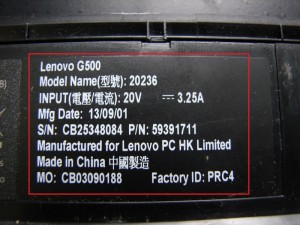 Lenovo G500
Model Name(型號): 20236
INPUT(電壓/電流): 20V ⎓ 3.25A
Mfg Date: 13/09/01
S/N: CB25348084 P/N: 59391711
Manufactured for Lenovo PC HK Limited
Made in China 中國製造
MO: CB03090188 Factory ID: PRC4